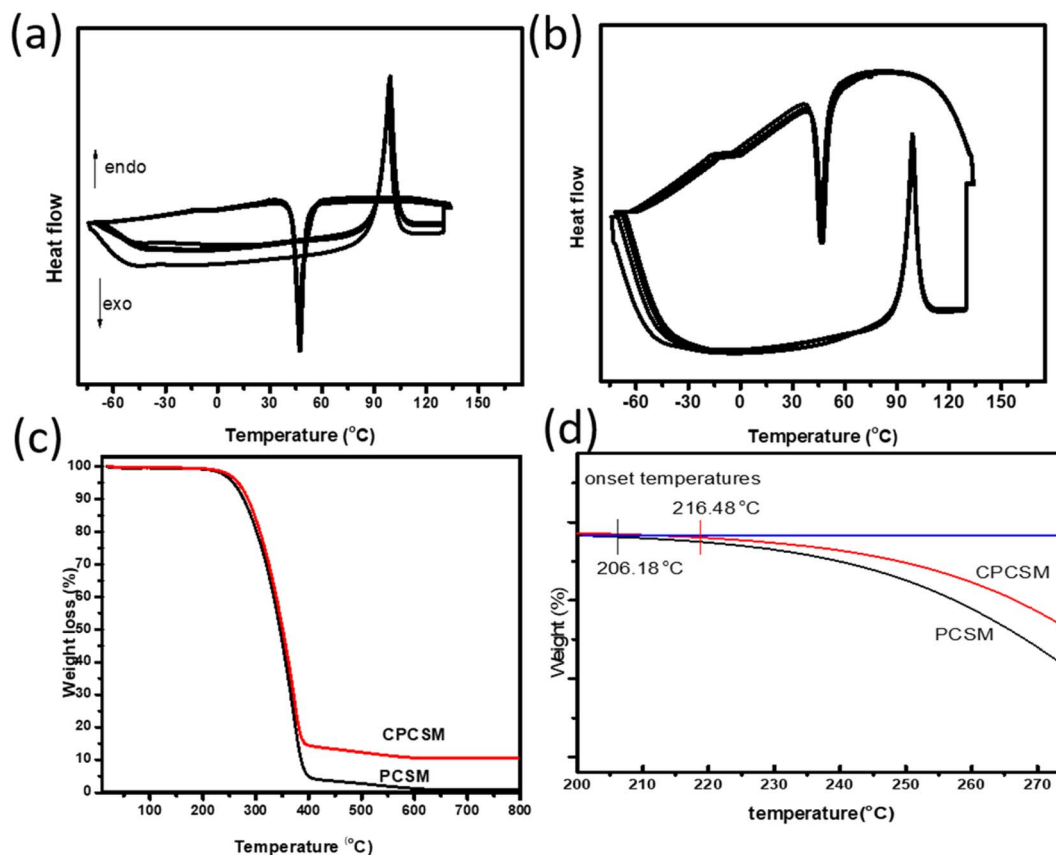 (a)
endo
exo
Heat flow
-60 -30 0 30 60 90 120 150
Temperature (°C)
(b)
Heat flow
-60 -30 0 30 60 90 120 150
Temperature (°C)
(c)
100
90
80
70
60
50
40
30
20
10
0
Weight loss (%)
CPCSM
PCSM
100 200 300 400 500 600 700 800
Temperature (°C)
(d)
onset temperatures
216.48°C
206.18°C
CPCSM
PCSM
Weight (%)
200 210 220 230 240 250 260 270
temperature(°C)